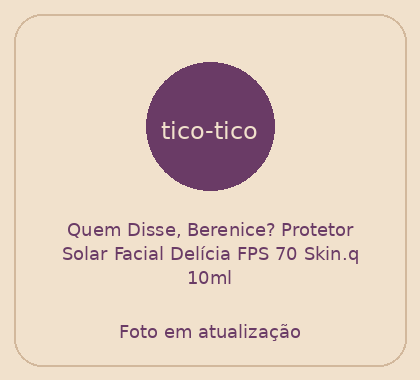 tico-tico
Quem Disse, Berenice? Protetor
Solar Facial Delícia FPS 70 Skin.q
10ml
Foto em atualização